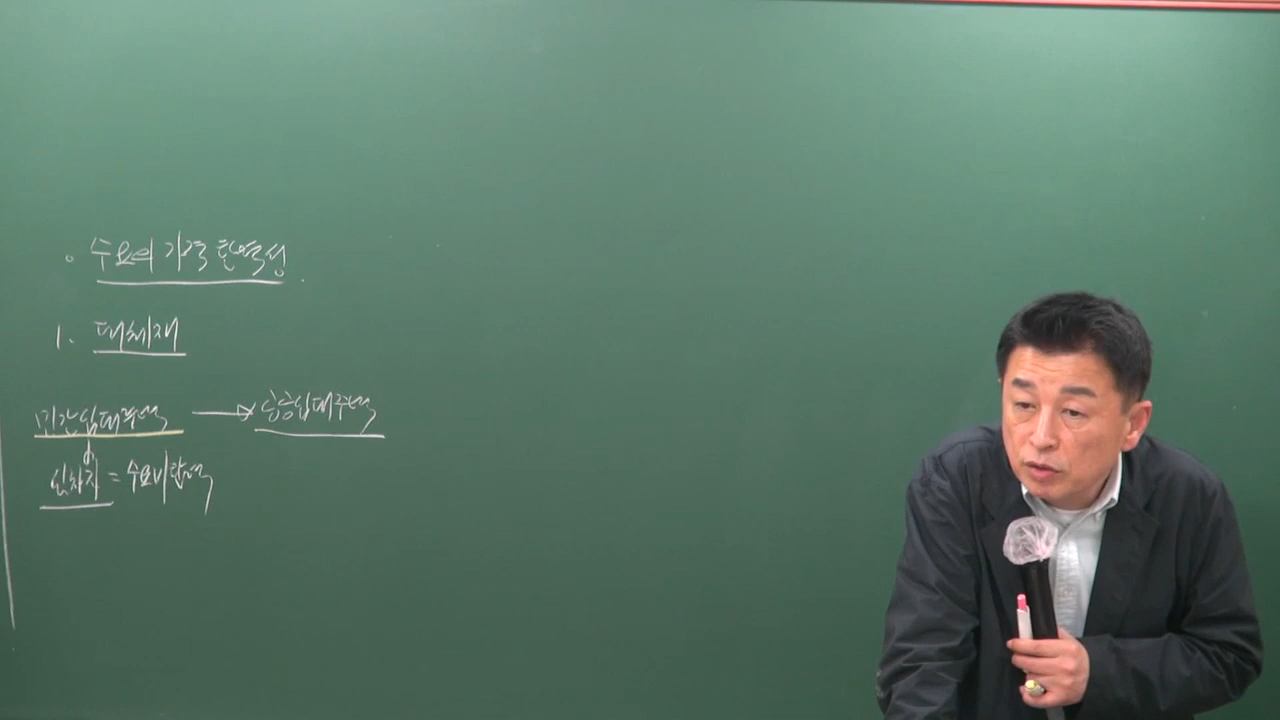 o 수요의 가격 탄력성.
1. 대체재
민간임대주택 → 공공임대주택
임차자 = 수요비탄력